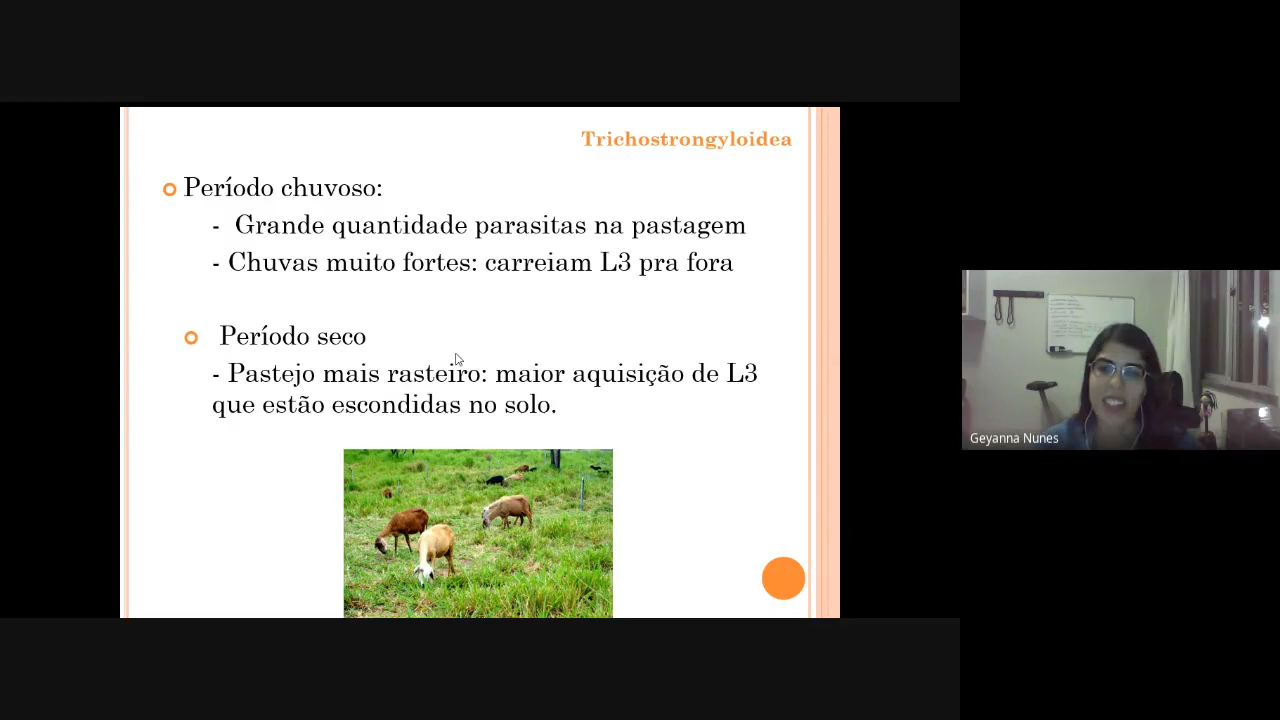 Trichostrongyloidea
Período chuvoso:
- Grande quantidade parasitas na pastagem
- Chuvas muito fortes: carreiam L3 pra fora
Período seco
- Pastejo mais rasteiro: maior aquisição de L3
que estão escondidas no solo.
Geyanna Nunes